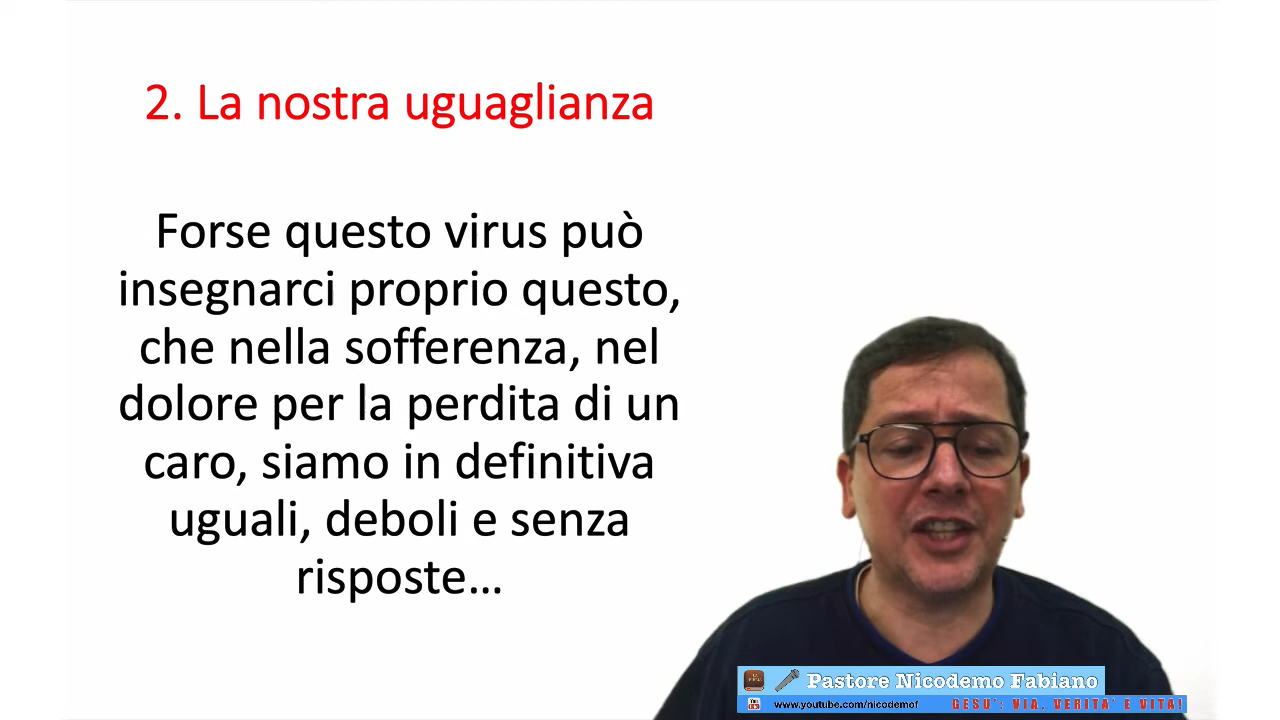 2. La nostra uguaglianza
Forse questo virus può
insegnarci proprio questo,
che nella sofferenza, nel
dolore per la perdita di un
caro, siamo in definitiva
uguali, deboli e senza
risposte…
Pastore Nicodemo Fabiano
www.youtube.com/nicodemof
GESU': VIA, VERITA' E VITA!